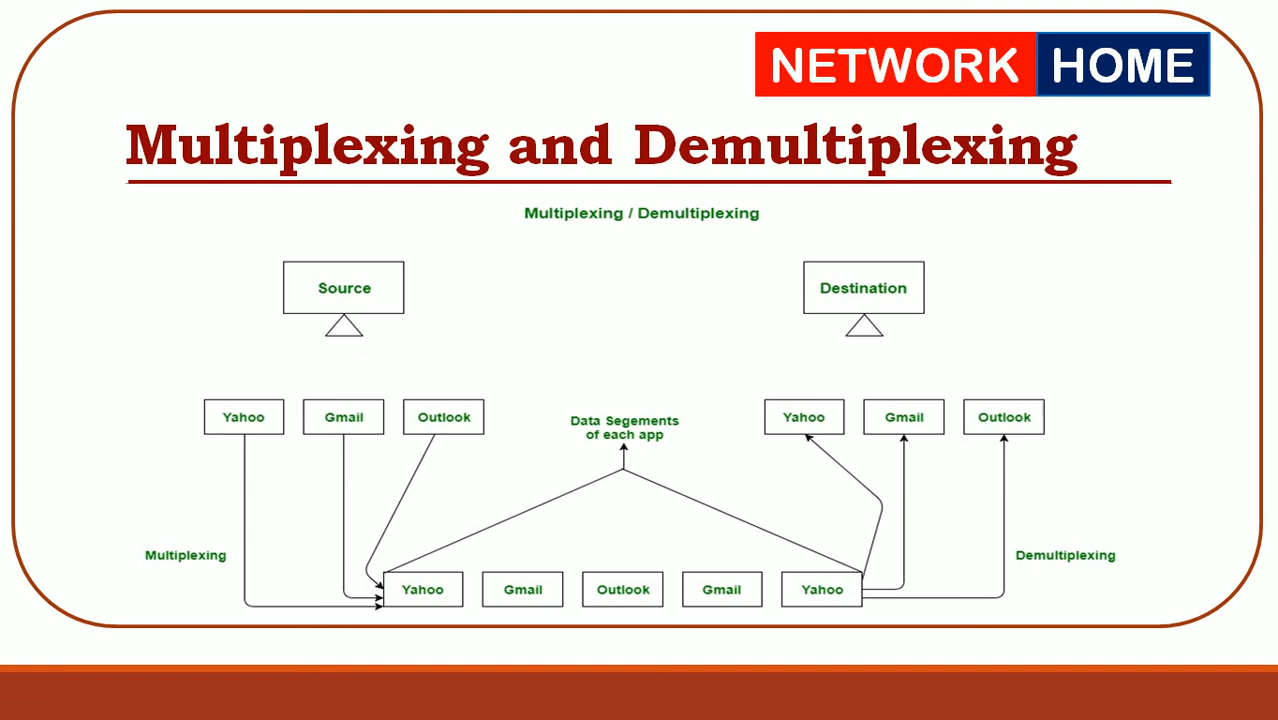 NETWORK HOME
Multiplexing and Demultiplexing
Multiplexing / Demultiplexing
Source
Destination
Yahoo
Gmail
Outlook
Data Segements
of each app
Yahoo
Gmail
Outlook
Multiplexing
Demultiplexing
Yahoo
Gmail
Outlook
Gmail
Yahoo